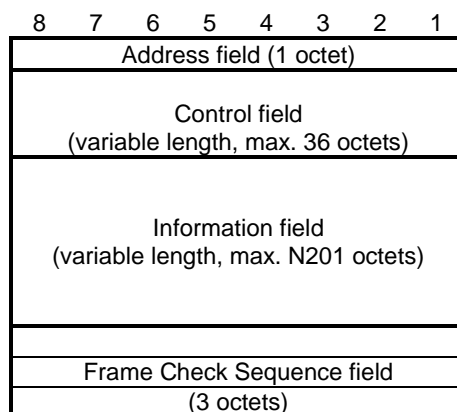 8 7 6 5 4 3 2 1
Address field (1 octet)
Control field
(variable length, max. 36 octets)
Information field
(variable length, max. N201 octets)
Frame Check Sequence field
(3 octets)